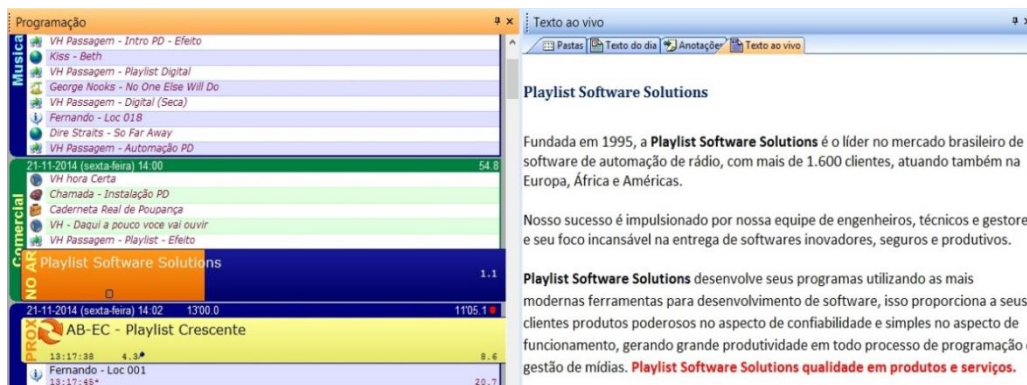 Programação
Musical
VH Passagem - Intro PD - Efeito
Kiss - Beth
VH Passagem - Playlist Digital
George Nooks - No One Else Will Do
VH Passagem - Digital (Seca)
Fernando - Loc 018
Dire Straits - So Far Away
VH Passagem - Automação PD
Comercial
21-11-2014 (sexta-feira) 14:00 54.8
VH hora Certa
Chamada - Instalação PD
Caderneta Real de Poupança
VH - Daqui a pouco voce vai ouvir
VH Passagem - Playlist - Efeito
NO AR
Playlist Software Solutions
1.1
21-11-2014 (sexta-feira) 14:02 13'00.0 11'05.1
PROX
AB-EC - Playlist Crescente
13:17:38 4.3 8.6
Fernando - Loc 001
13:17:45* 20.7
Texto ao vivo
Pastas Texto do dia Anotações Texto ao vivo
Playlist Software Solutions
Fundada em 1995, a Playlist Software Solutions é o líder no mercado brasileiro de
software de automação de rádio, com mais de 1.600 clientes, atuando também na
Europa, África e Américas.
Nosso sucesso é impulsionado por nossa equipe de engenheiros, técnicos e gestore
e seu foco incansável na entrega de softwares inovadores, seguros e produtivos.
Playlist Software Solutions desenvolve seus programas utilizando as mais
modernas ferramentas para desenvolvimento de software, isso proporciona a seus
clientes produtos poderosos no aspecto de confiabilidade e simples no aspecto de
funcionamento, gerando grande produtividade em todo processo de programação
gestão de mídias. Playlist Software Solutions qualidade em produtos e serviços.